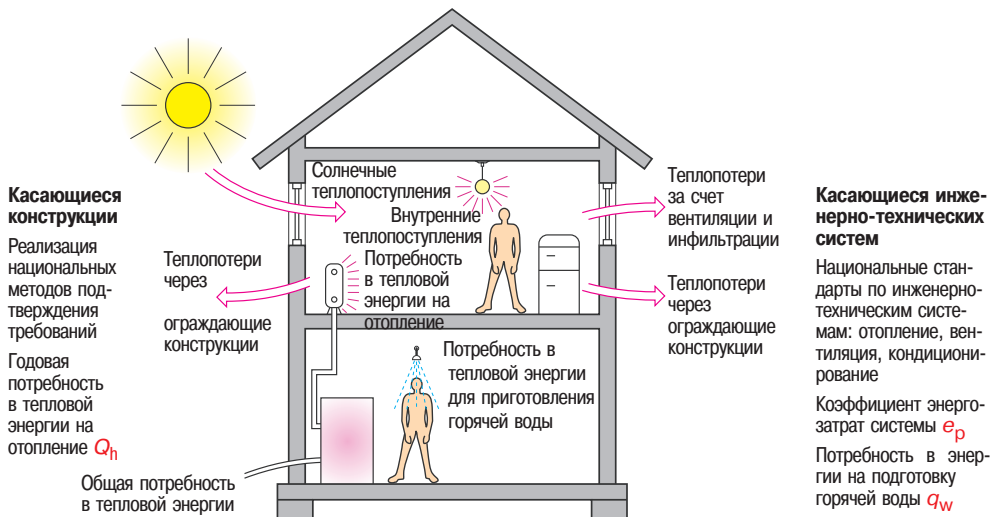 Касающиеся
конструкции
Реализация
национальных
методов под-
тверждения
требований
Годовая
потребность
в тепловой
энергии на
отопление Qh
Солнечные
теплопоступления
Внутренние
теплопоступления
Потребность
в тепловой
энергии на
отопление
Теплопотери
через
ограждающие
конструкции
Потребность в
тепловой энергии
для приготовления
горячей воды
Общая потребность
в тепловой энергии
Теплопотери
за счет
вентиляции и
инфильтрации
Теплопотери
через
ограждающие
конструкции
Касающиеся инже-
нерно-технических
систем
Национальные стан-
дарты по инженерно-
техническим систе-
мам: отопление, вен-
тиляция, кондициони-
рование
Коэффициент энерго-
затрат системы ep
Потребность в энер-
гии на подготовку
горячей воды qw